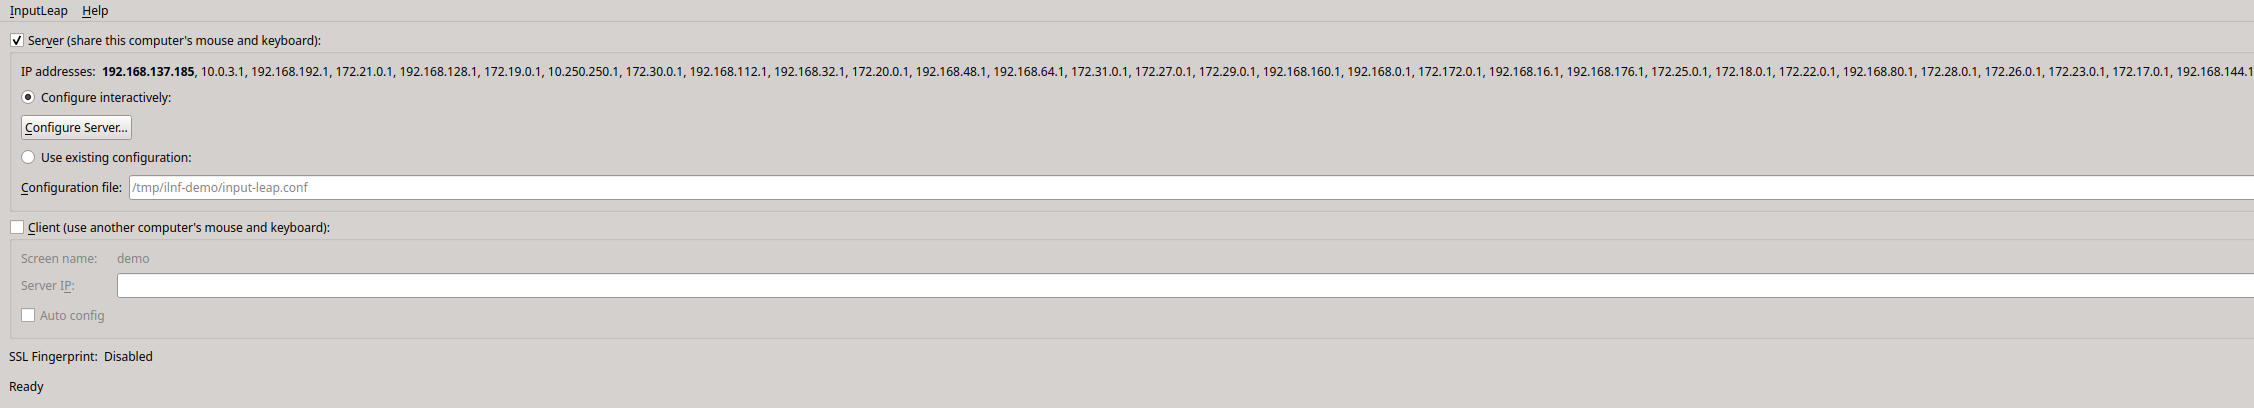 InputLeap Help
Server (share this computer's mouse and keyboard):
IP addresses: 192.168.137.185, 10.0.3.1, 192.168.192.1, 172.21.0.1, 192.168.128.1, 172.19.0.1, 10.250.250.1, 172.30.0.1, 192.168.112.1, 192.168.32.1, 172.20.0.1, 192.168.48.1, 192.168.64.1, 172.31.0.1, 172.27.0.1, 172.29.0.1, 192.168.160.1, 192.168.0.1, 172.172.0.1, 192.168.16.1, 192.168.176.1, 172.25.0.1, 172.18.0.1, 172.22.0.1, 192.168.80.1, 172.28.0.1, 172.26.0.1, 172.23.0.1, 172.17.0.1, 192.168.144.1
Configure interactively:
Configure Server...
Use existing configuration:
Configuration file: /tmp/ilnf-demo/input-leap.conf
Client (use another computer's mouse and keyboard):
Screen name: demo
Server IP:
Auto config
SSL Fingerprint: Disabled
Ready